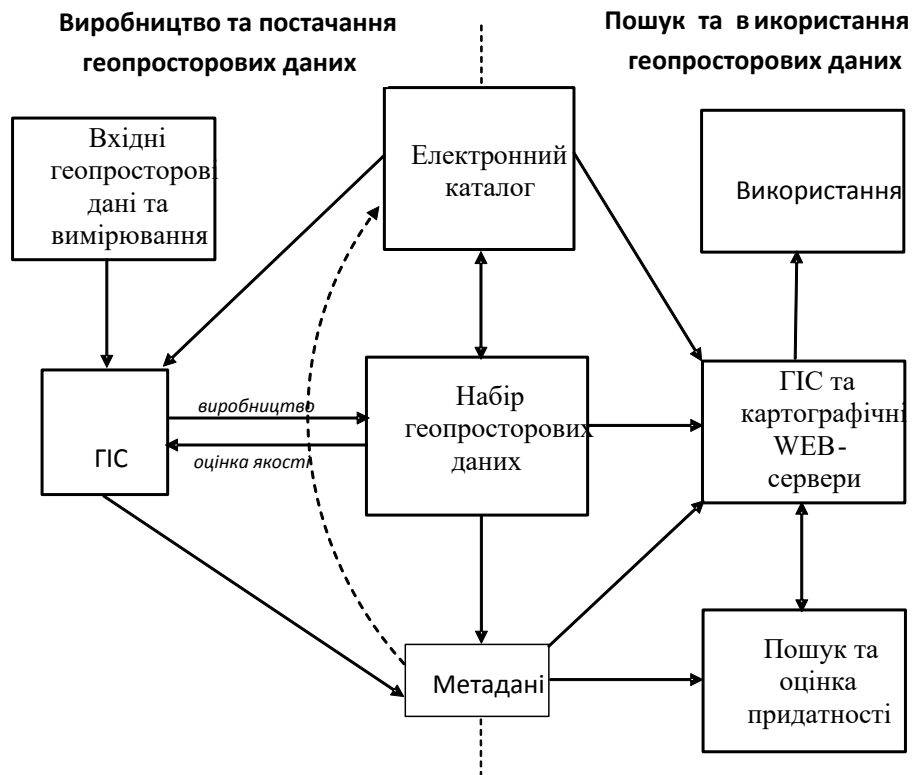 Виробництво та постачання
геопросторових даних
Пошук та використання
геопросторових даних
Вхідні
геопросторові
дані та
вимірювання
Електронний
каталог
Використання
ГІС
виробництво
оцінка якості
Набір
геопросторових
даних
ГІС та
картографічні
WEB-
сервери
Метадані
Пошук та
оцінка
придатності